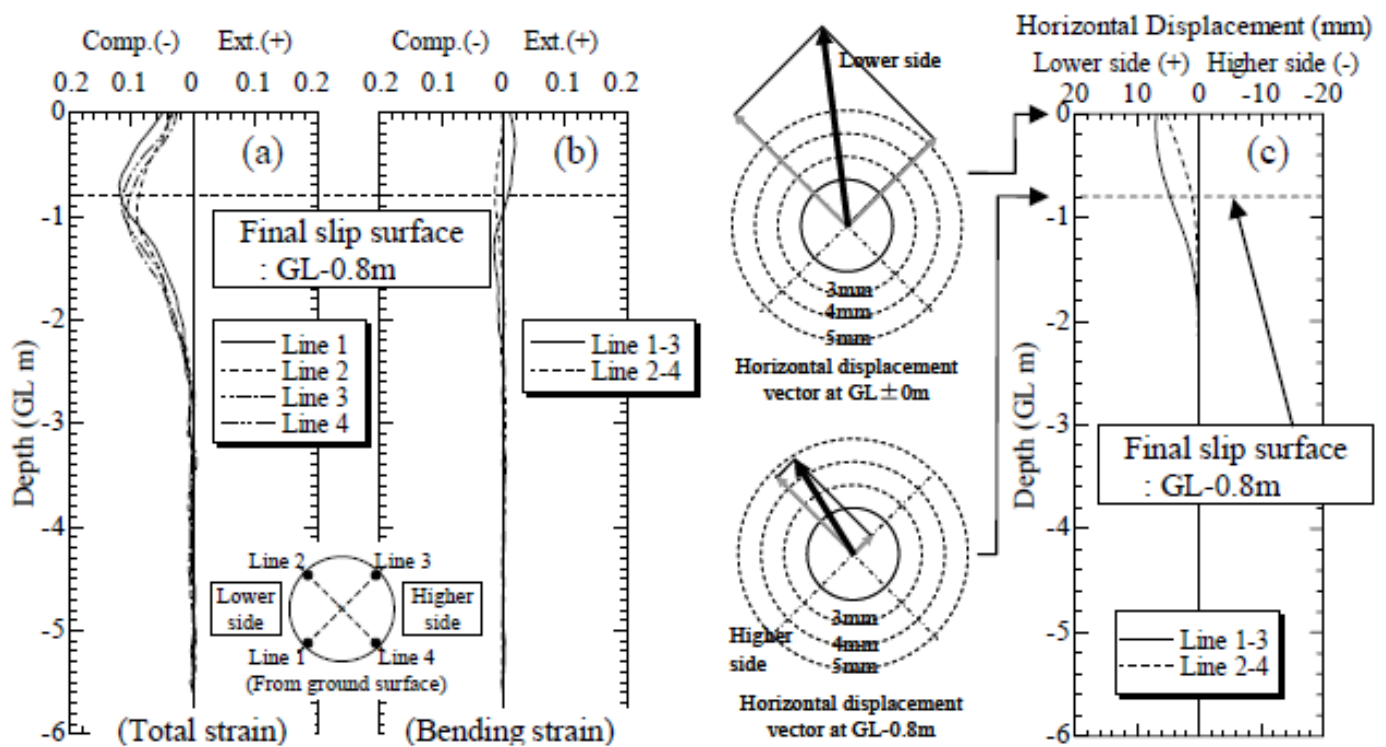 Comp.(-) Ext.(+)
0.2 0.1 0 0.1 0.2
0
-1
-2
-3
-4
-5
-6
Depth (GL m)
(a)
Final slip surface
: GL-0.8m
Line 1
Line 2
Line 3
Line 4
Line 2 Line 3
Lower
side
Higher
side
Line 1 Line 4
(From ground surface)
(Total strain)
Comp.(-) Ext.(+)
0.2 0.1 0 0.1 0.2
(b)
Line 1-3
Line 2-4
(Bending strain)
Lower side
3mm
4mm
5mm
Horizontal displacement
vector at GL±0m
3mm
4mm
5mm
Higher
side
Horizontal displacement
vector at GL-0.8m
Horizontal Displacement (mm)
Lower side (+) Higher side (-)
20 10 0 -10 -20
0
-1
-2
-3
-4
-5
-6
Depth (GL m)
(c)
Final slip surface
: GL-0.8m
Line 1-3
Line 2-4